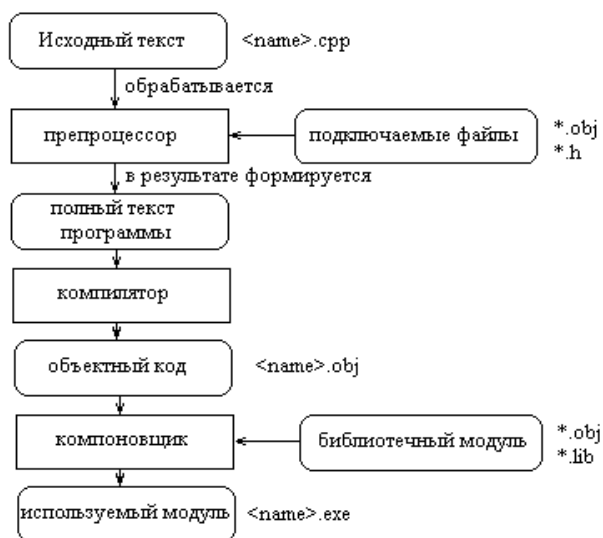 Исходный текст <name>.cpp
обрабатывается
препроцессор подключаемые файлы *.obj
*.h
в результате формируется
полный текст
программы
компилятор
объектный код <name>.obj
компоновщик библиотечный модуль *.obj
*.lib
используемый модуль <name>.exe